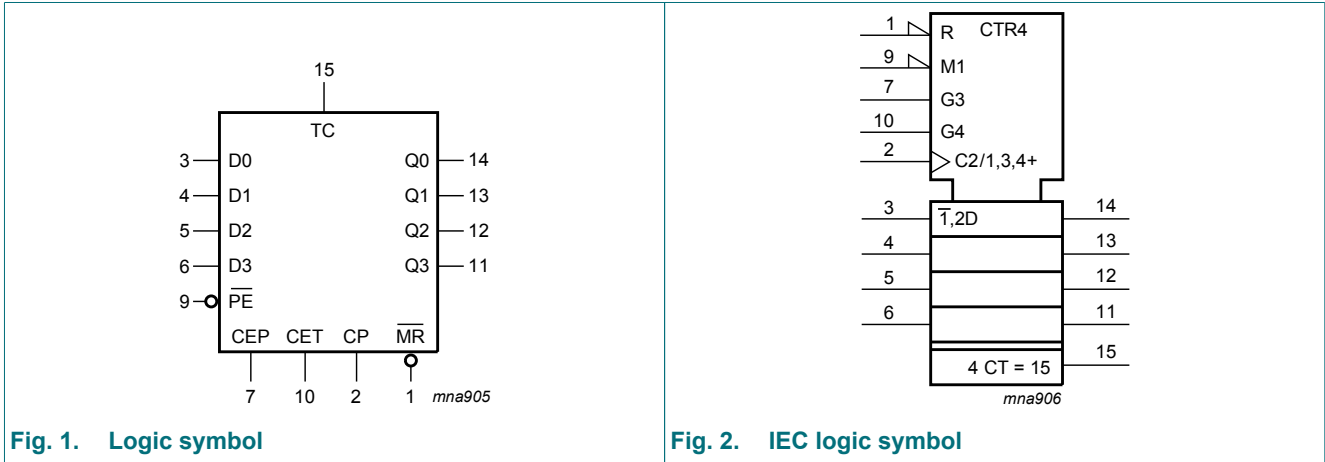 15
TC
3 D0 Q0 14
4 D1 Q1 13
5 D2 Q2 12
6 D3 Q3 11
9 P̅E̅
CEP CET CP M̅R̅
7 10 2 1 mna905
Fig. 1. Logic symbol
1 R CTR4
9 M1
7 G3
10 G4
2 C2/1,3,4+
3 1̅,2D 14
4 13
5 12
6 11
4 CT = 15 15
mna906
Fig. 2. IEC logic symbol